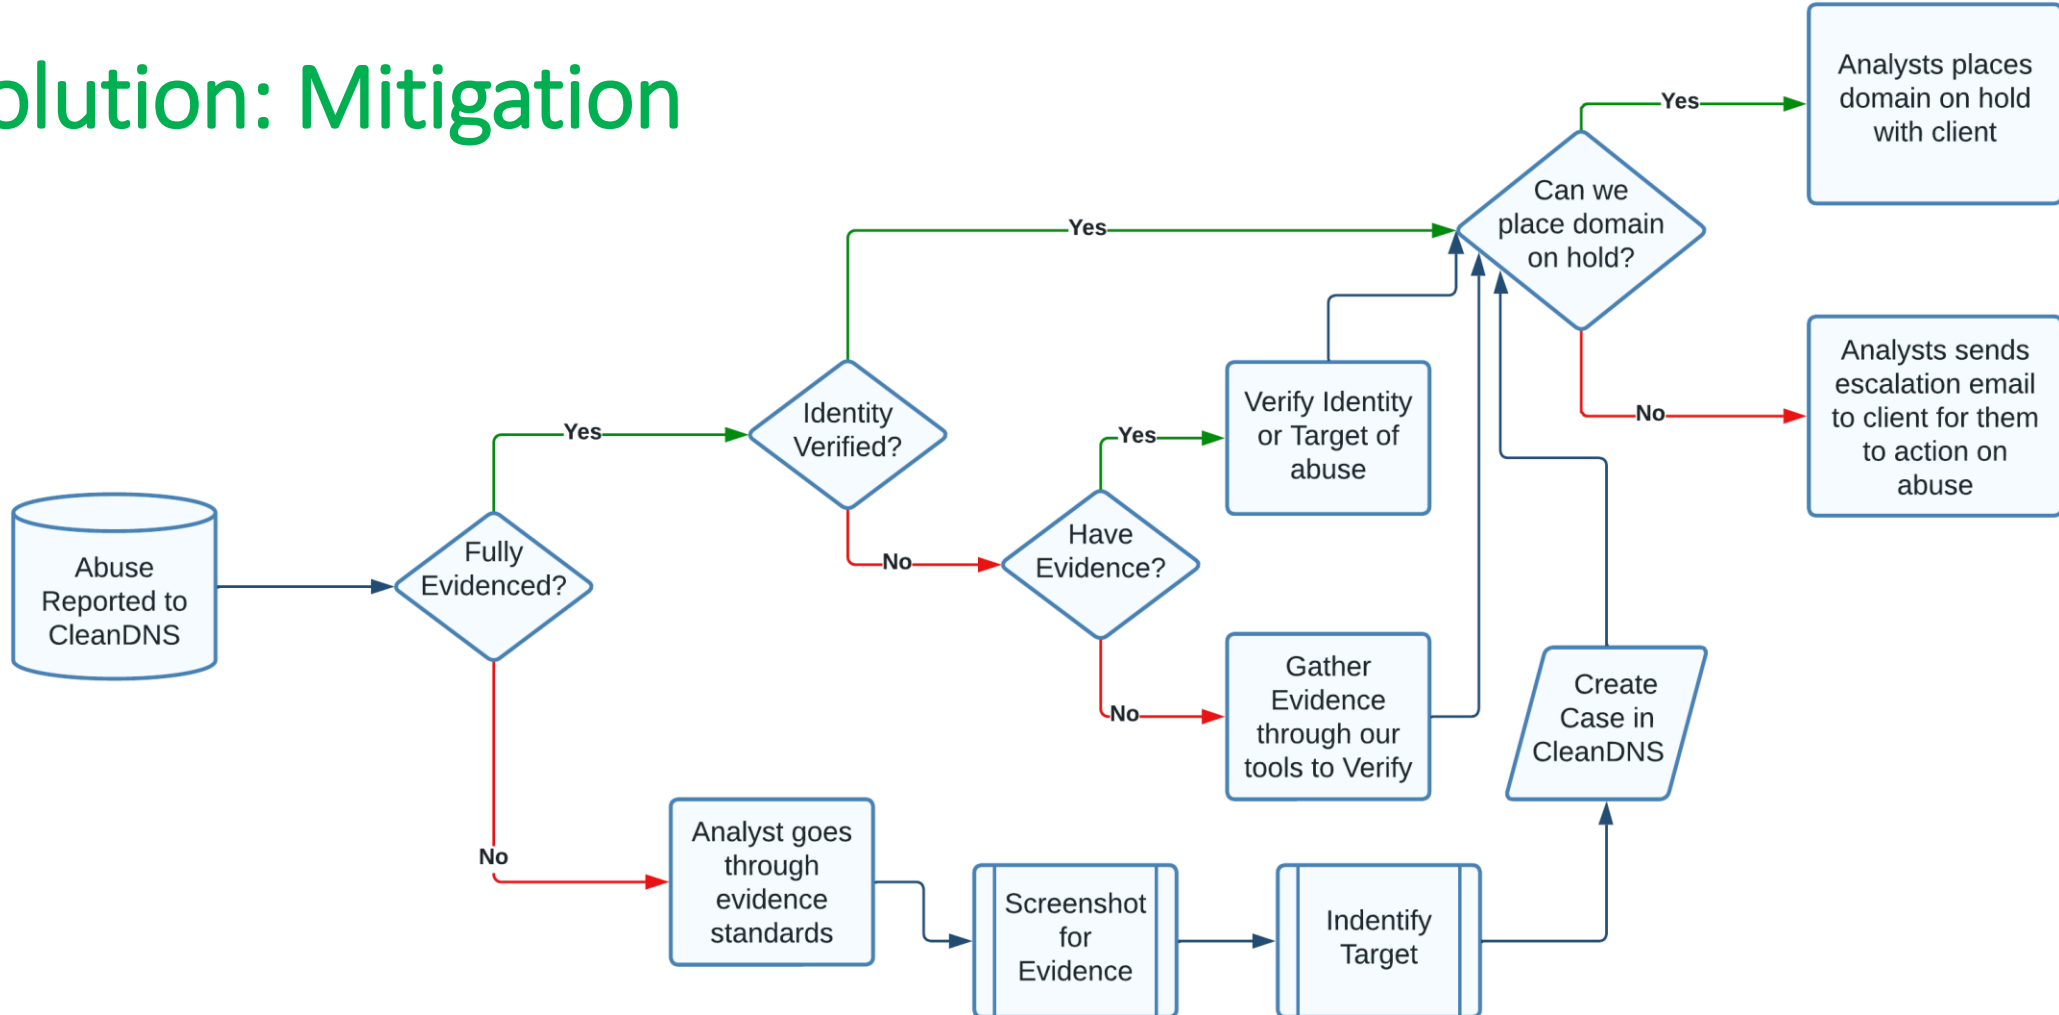 olution: Mitigation
Analysts places
domain on hold
with client
Yes
Can we
place domain
on hold?
Yes
No
Analysts sends
escalation email
to client for them
to action on
abuse
Identity
Verified?
Yes
No
Verify Identity
or Target of
abuse
Yes
Have
Evidence?
No
Abuse
Reported to
CleanDNS
Fully
Evidenced?
No
Gather
Evidence
through our
tools to Verify
Create
Case in
CleanDNS
Analyst goes
through
evidence
standards
Screenshot
for
Evidence
Indentify
Target